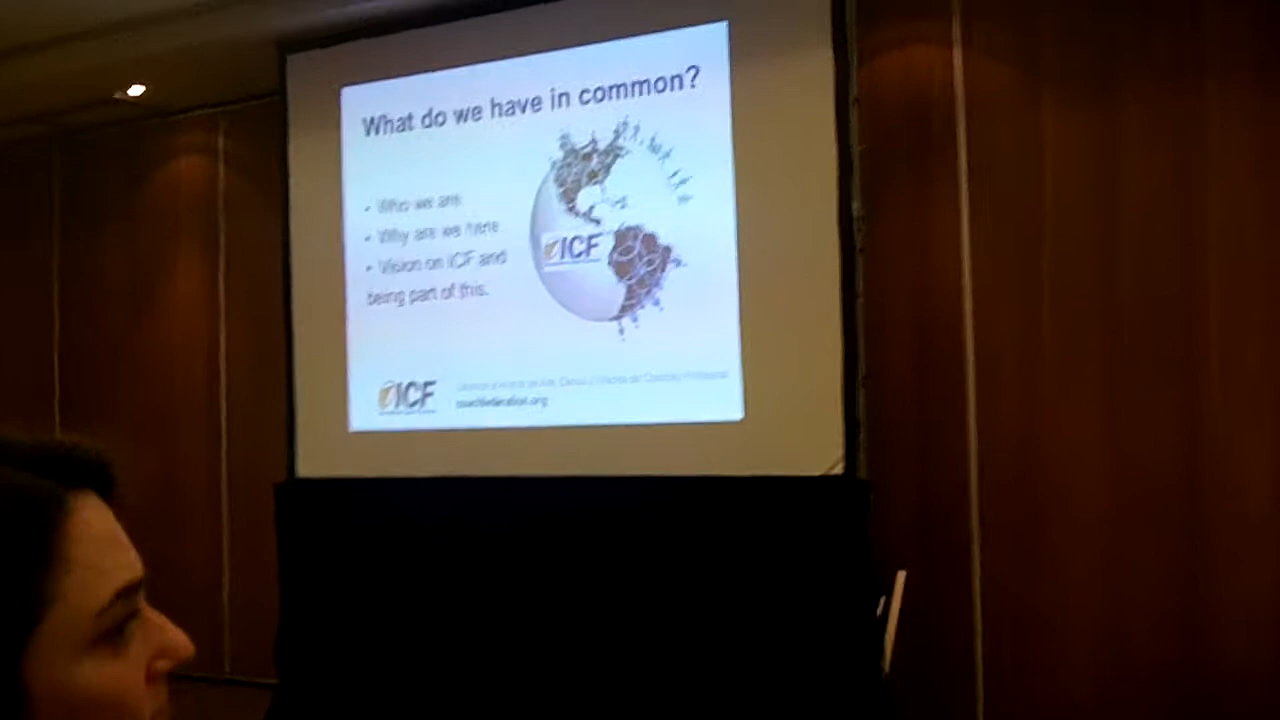 What do we have in common?
• Who we are
• Why are we here
• Vision on ICF and
being part of this.
ICF
ICF
coachfederation.org